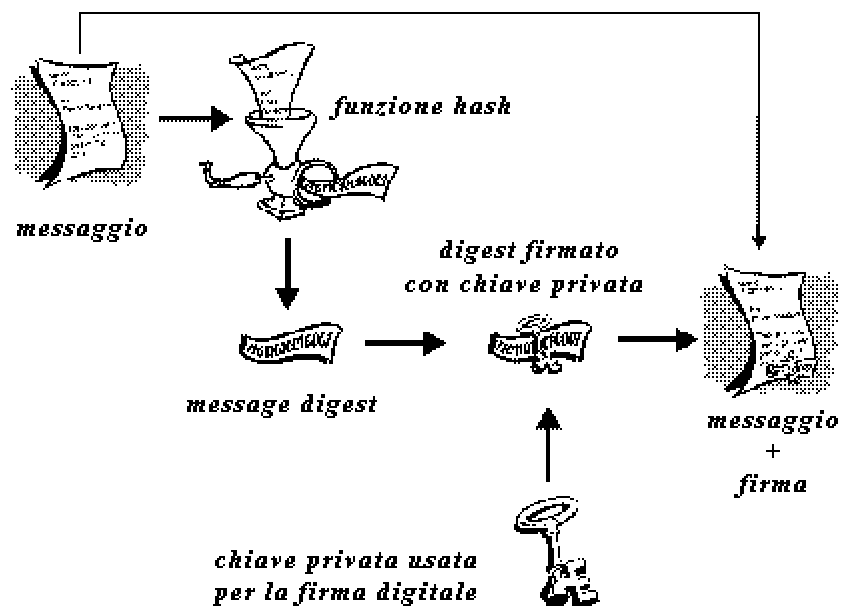 funzione hash
messaggio
digest firmato
con chiave privata
message digest
messaggio
+
firma
chiave privata usata
per la firma digitale